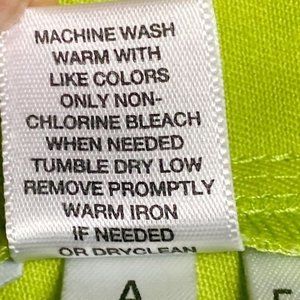 MACHINE WASH
WARM WITH
LIKE COLORS
ONLY NON-
CHLORINE BLEACH
WHEN NEEDED
TUMBLE DRY LOW
REMOVE PROMPTLY
WARM IRON
IF NEEDED
OR DRYCLEAN
A